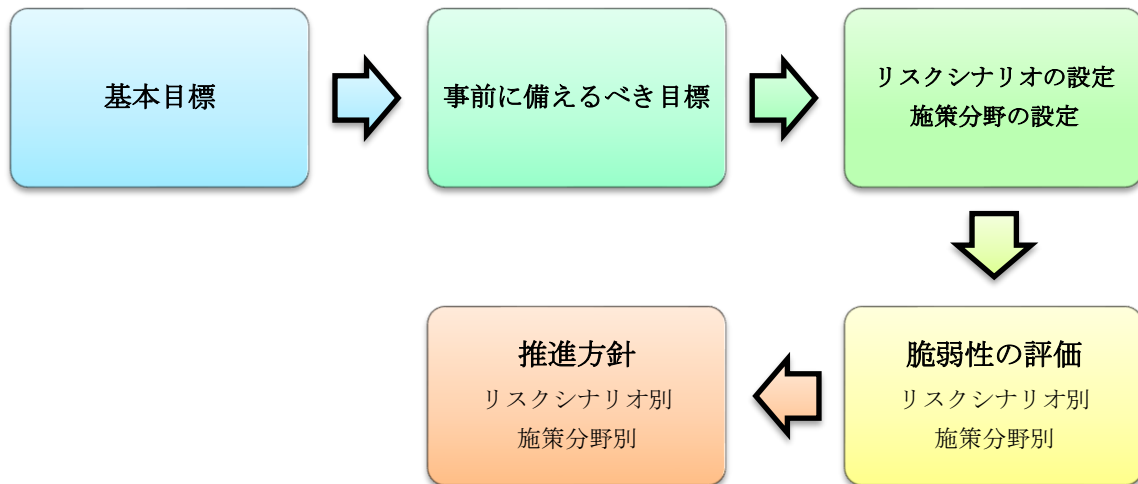 基本目標
事前に備えるべき目標
リスクシナリオの設定
施策分野の設定
脆弱性の評価
リスクシナリオ別
施策分野別
推進方針
リスクシナリオ別
施策分野別